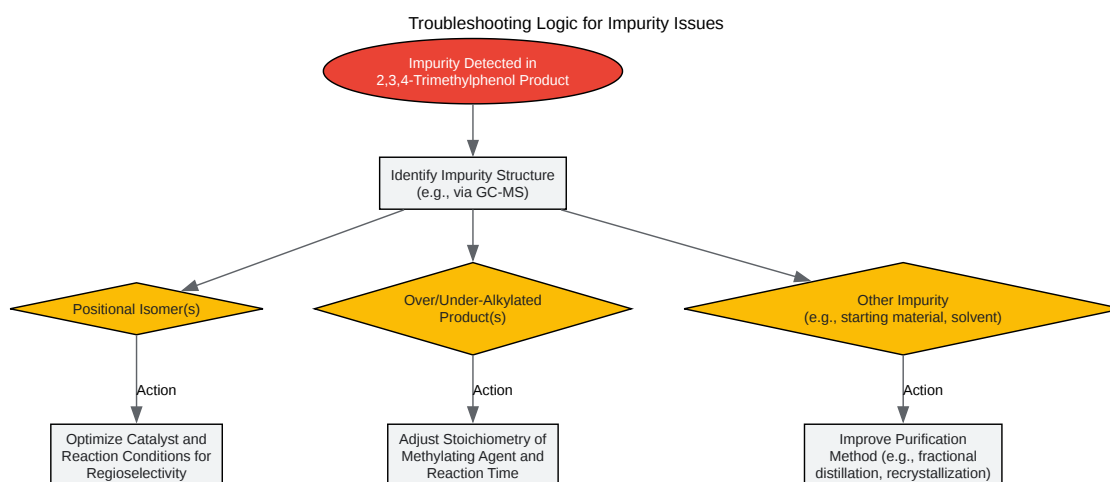 Troubleshooting Logic for Impurity Issues
Impurity Detected in
2,3,4-Trimethylphenol Product
Identify Impurity Structure
(e.g., via GC-MS)
Positional Isomer(s)
Over/Under-Alkylated
Product(s)
Other Impurity
(e.g., starting material, solvent)
Action
Action
Action
Optimize Catalyst and
Reaction Conditions for
Regioselectivity
Adjust Stoichiometry of
Methylating Agent and
Reaction Time
Improve Purification
Method (e.g., fractional
distillation, recrystallization)